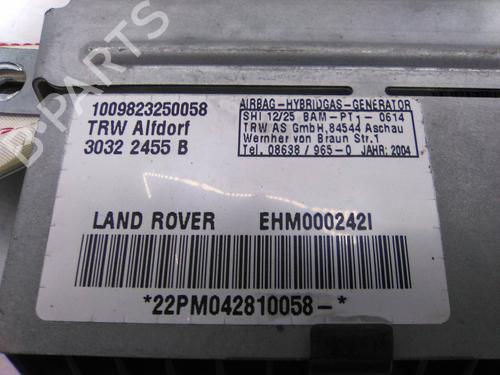 1009823250058
TRW Alfdorf
3032 2455 B
AIRBAG-HYBRIDGAS-GENERATOR
SHI 12/25 BAM-PT1-0614
TRW AS GmbH,84544 Aschau
Wernher von Braun Str.1
Tel. 08638/965-0 JAHR:2004
LAND ROVER EHM000242I
*22PM042810058-*